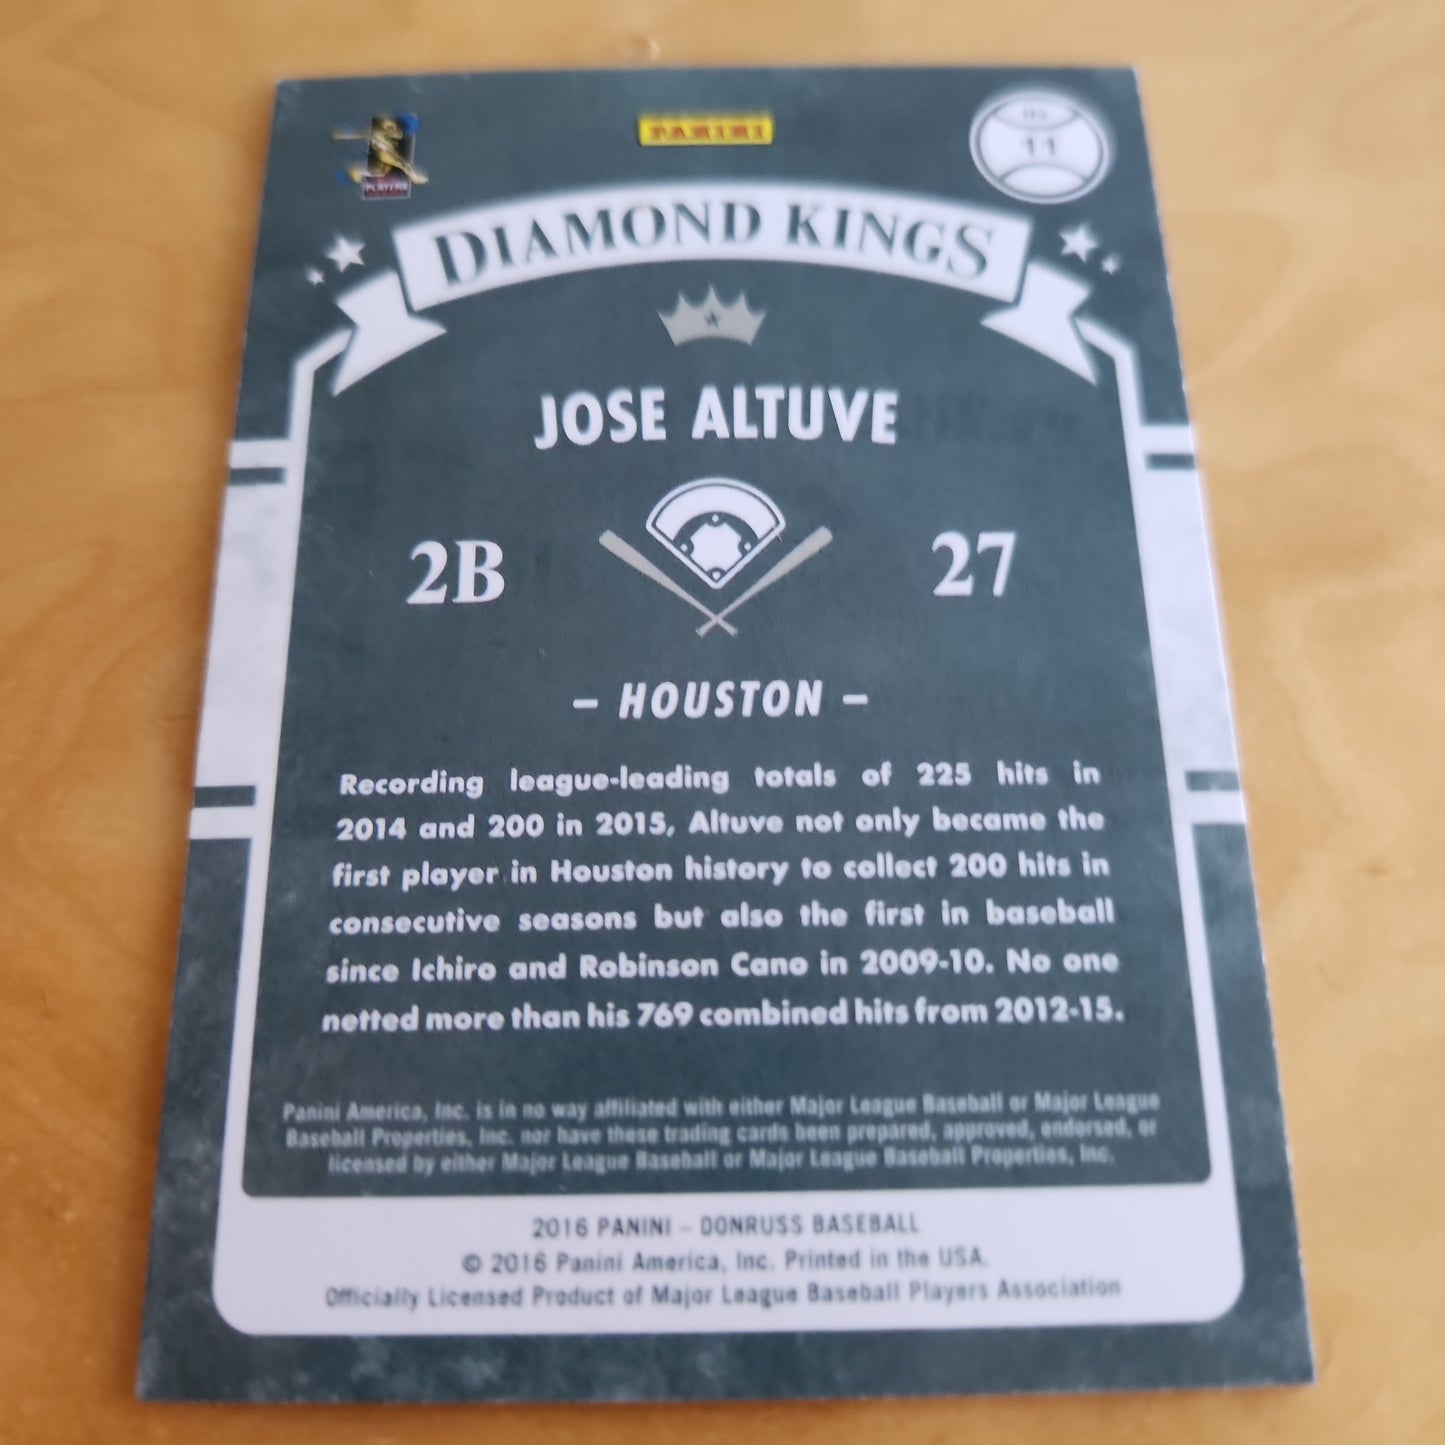 PANINI
No.
11
PLAYERS
DIAMOND KINGS
JOSE ALTUVE
2B
27
– HOUSTON –
Recording league-leading totals of 225 hits in
2014 and 200 in 2015, Altuve not only became the
first player in Houston history to collect 200 hits in
consecutive seasons but also the first in baseball
since Ichiro and Robinson Cano in 2009-10. No one
netted more than his 769 combined hits from 2012-15.
Panini America, Inc. is in no way affiliated with either Major League Baseball or Major League
Baseball Properties, Inc. nor have these trading cards been prepared, approved, endorsed, or
licensed by either Major League Baseball or Major League Baseball Properties, Inc.
2016 PANINI – DONRUSS BASEBALL
© 2016 Panini America, Inc. Printed in the USA.
Officially Licensed Product of Major League Baseball Players Association